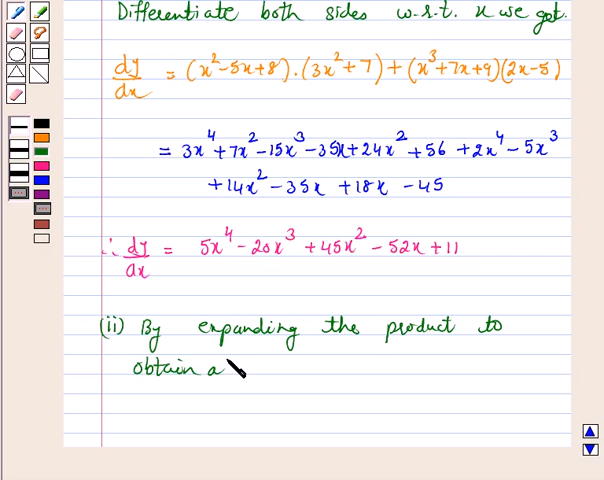 Differentiate both sides w.r.t. x we get.
dy/dx = (x²-5x+8).(3x²+7)+(x³+7x+9)(2x-5)
= 3x⁴+7x²-15x³-35x+24x²+56+2x⁴-5x³
+14x²-35x+18x-45
∴ dy/dx = 5x⁴-20x³+45x²-52x+11
(ii) By expanding the product to
obtain a